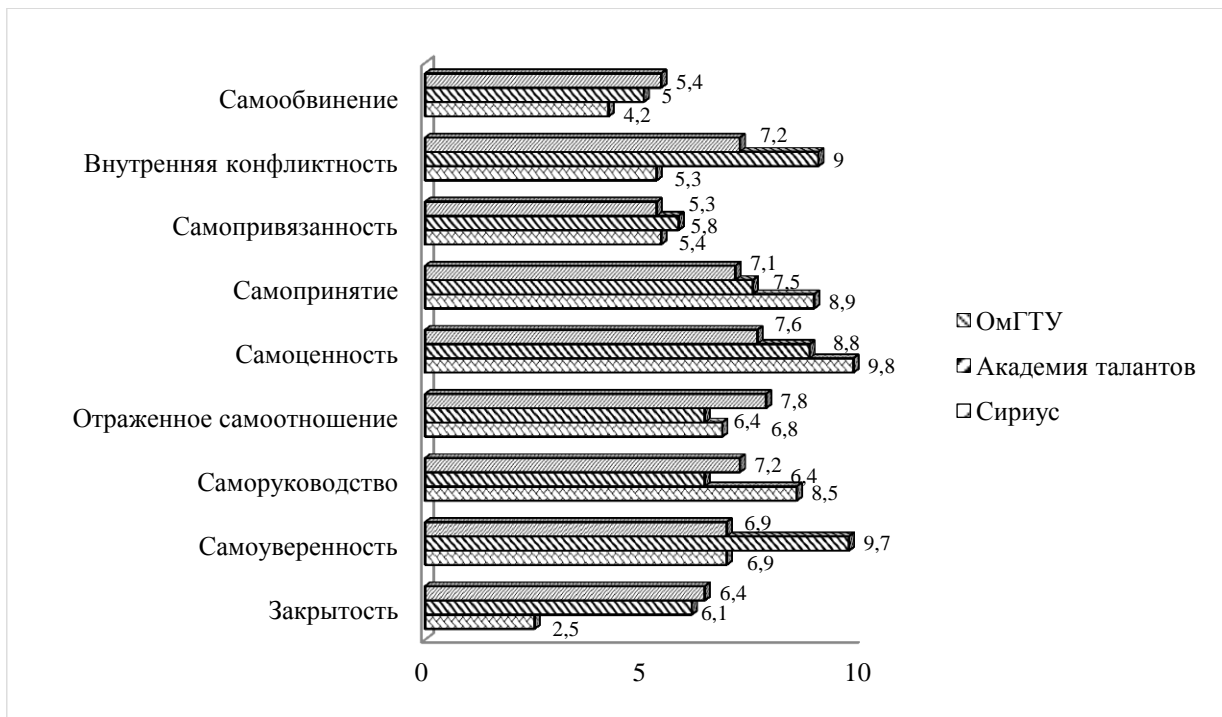 Самообвинение
5,4
5
4,2
Внутренняя конфликтность
7,2
9
5,3
Самопривязанность
5,3
5,8
5,4
Самопринятие
7,1
7,5
8,9
Самоценность
7,6
8,8
9,8
Отраженное самоотношение
7,8
6,4
6,8
Саморуководство
7,2
6,4
8,5
Самоуверенность
6,9
9,7
6,9
Закрытость
6,4
6,1
2,5
0 5 10
ОмГТУ
Академия талантов
Сириус